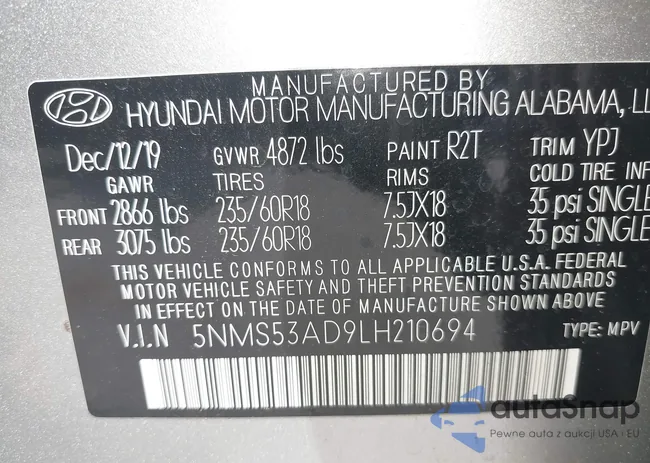 MANUFACTURED BY
HYUNDAI MOTOR MANUFACTURING ALABAMA, LL
Dec/12/19 GVWR 4872 lbs PAINT R2T TRIM YPJ
GAWR TIRES RIMS COLD TIRE INF
FRONT 2866 lbs 235/60R18 7.5JX18 35 psi SINGLE
REAR 3075 lbs 235/60R18 7.5JX18 35 psi SINGLE
THIS VEHICLE CONFORMS TO ALL APPLICABLE U.S.A. FEDERAL
MOTOR VEHICLE SAFETY AND THEFT PREVENTION STANDARDS
IN EFFECT ON THE DATE OF MANUFACTURE SHOWN ABOVE.
V.I.N 5NMS53AD9LH210694 TYPE: MPV
autoSnap
Pewne auta z aukcji USA i EU